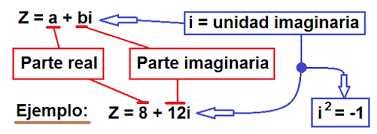 Z = a + bi
i = unidad imaginaria
Parte real
Parte imaginaria
i² = -1
Ejemplo:
Z = 8 + 12i